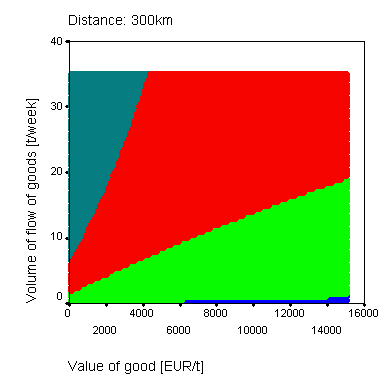 Distance: 300km
Volume of flow of goods [t/week]
40
30
20
10
0
0 4000 8000 12000 16000
2000 6000 10000 14000
Value of good [EUR/t]